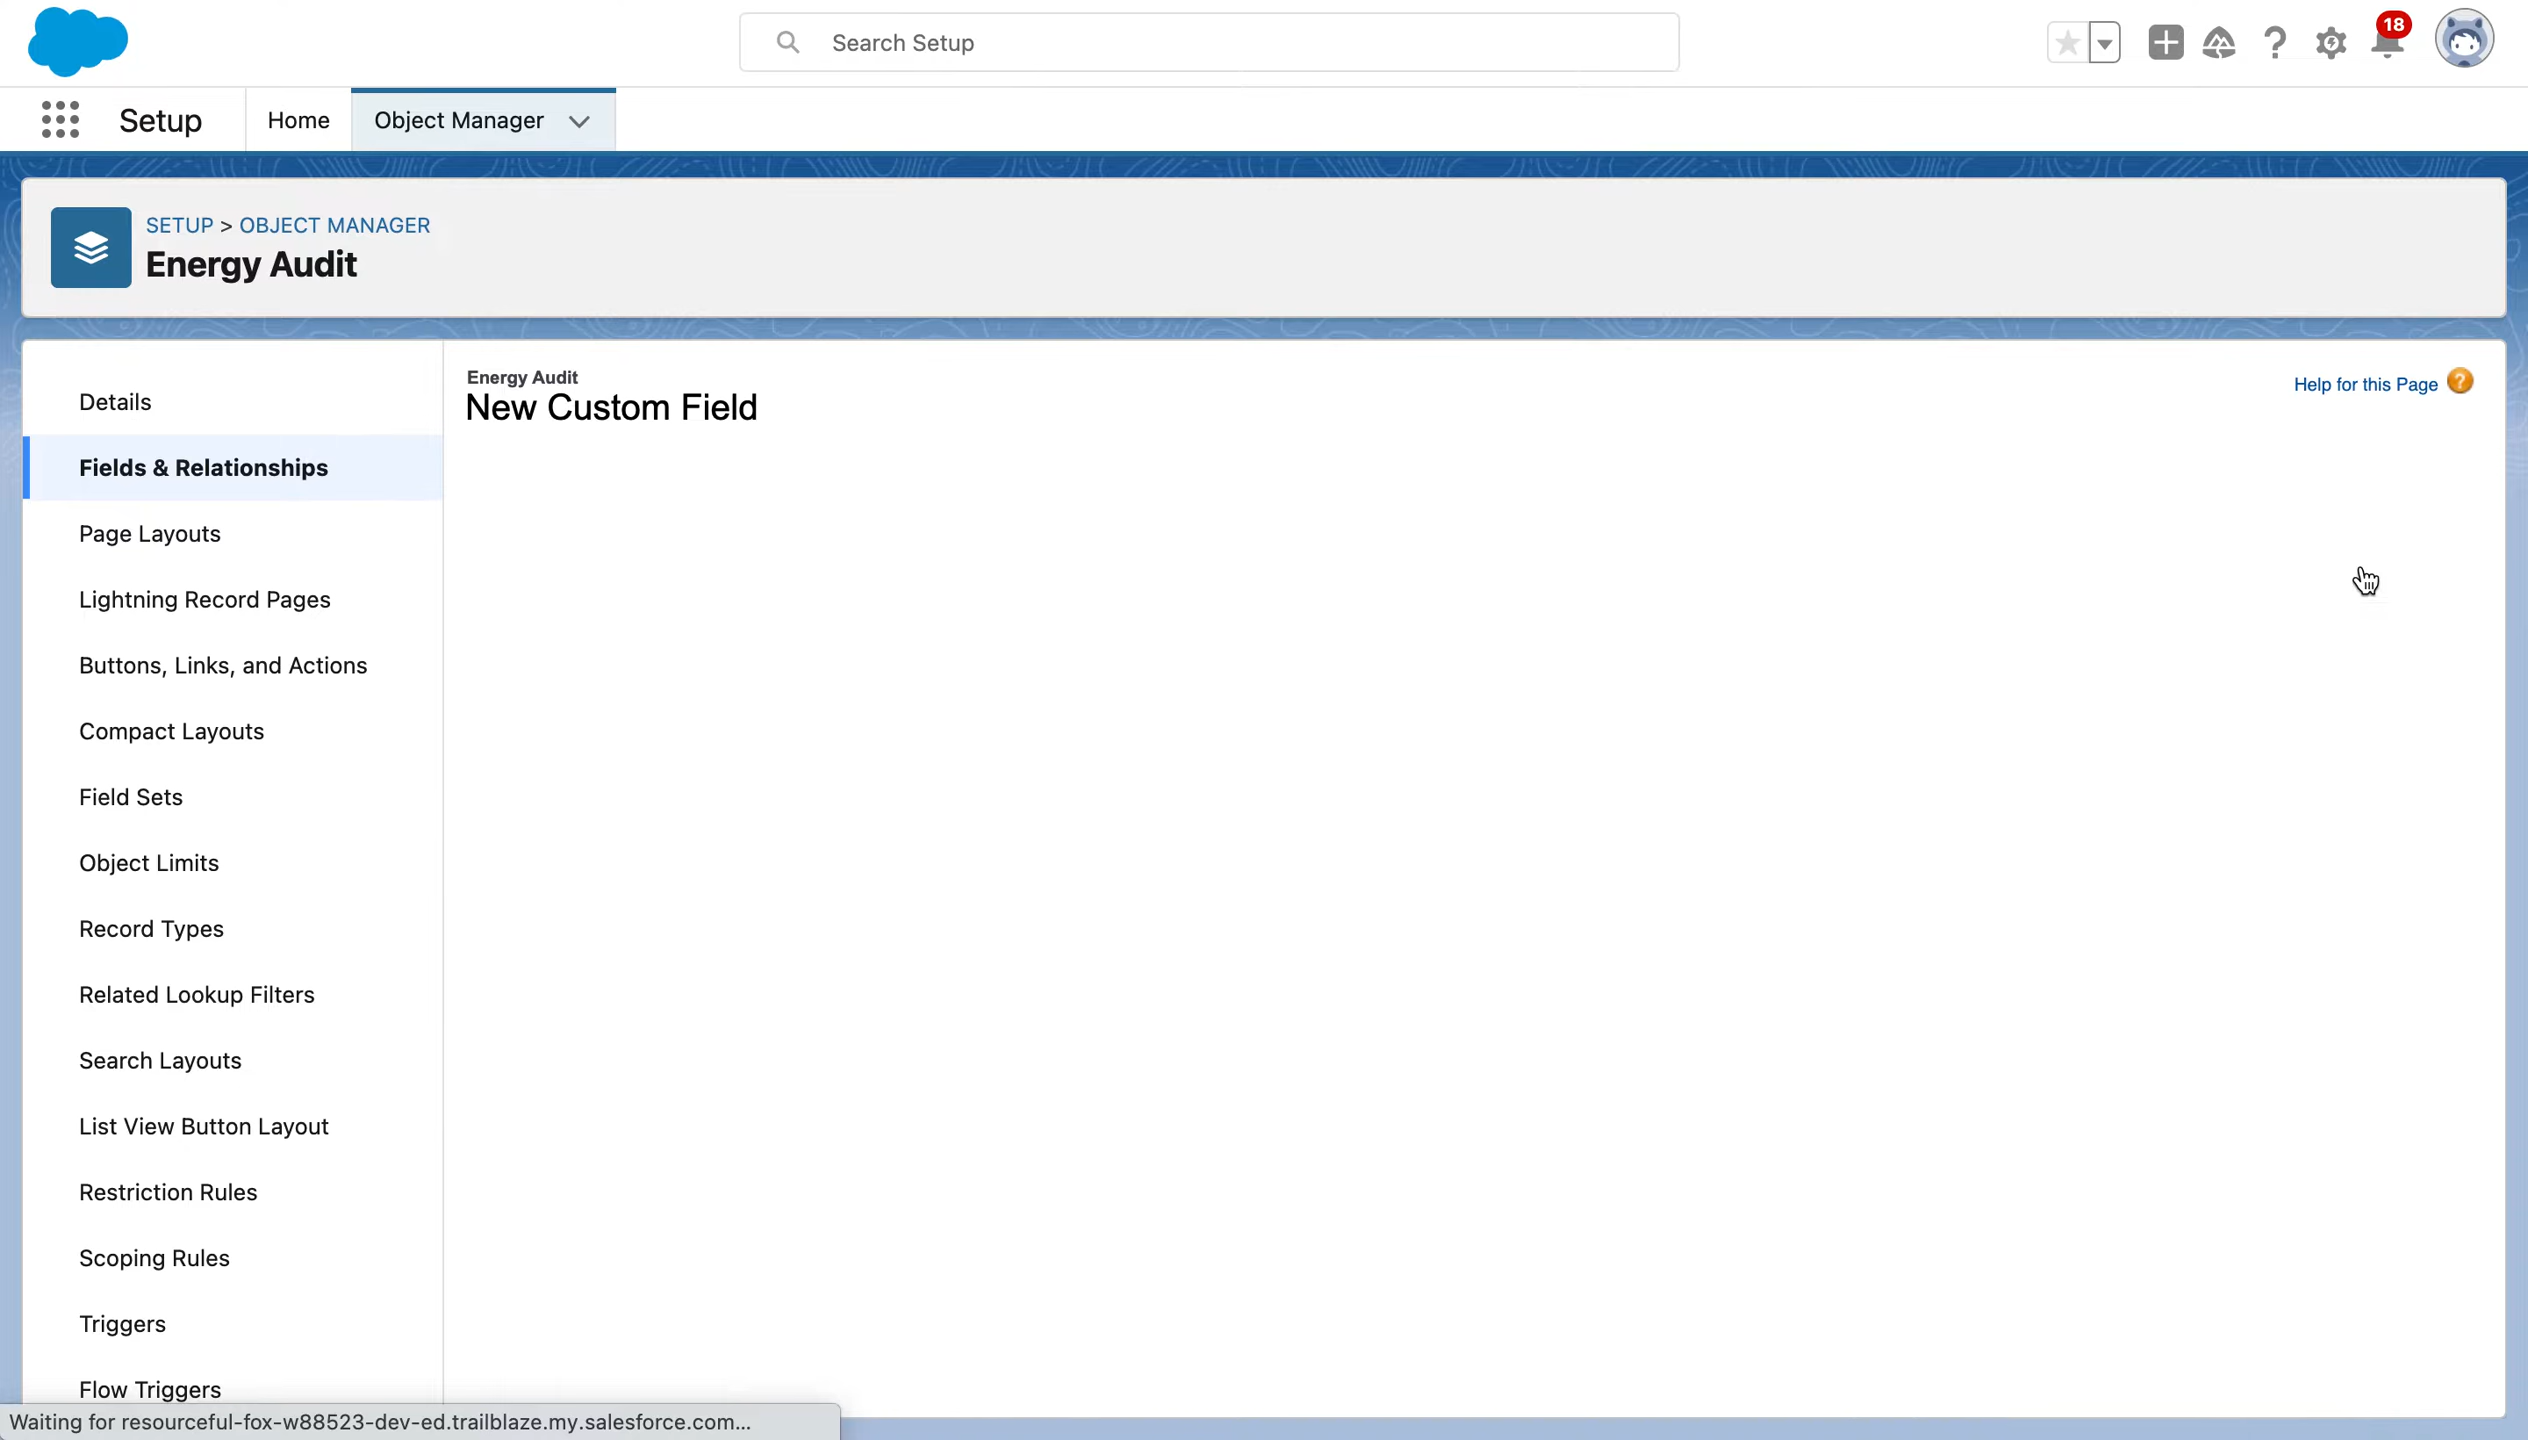 Search Setup
18
Setup
Home
Object Manager
SETUP > OBJECT MANAGER
Energy Audit
Details
Fields & Relationships
Page Layouts
Lightning Record Pages
Buttons, Links, and Actions
Compact Layouts
Field Sets
Object Limits
Record Types
Related Lookup Filters
Search Layouts
List View Button Layout
Restriction Rules
Scoping Rules
Triggers
Flow Triggers
Energy Audit
New Custom Field
Help for this Page ?
Waiting for resourceful-fox-w88523-dev-ed.trailblaze.my.salesforce.com...